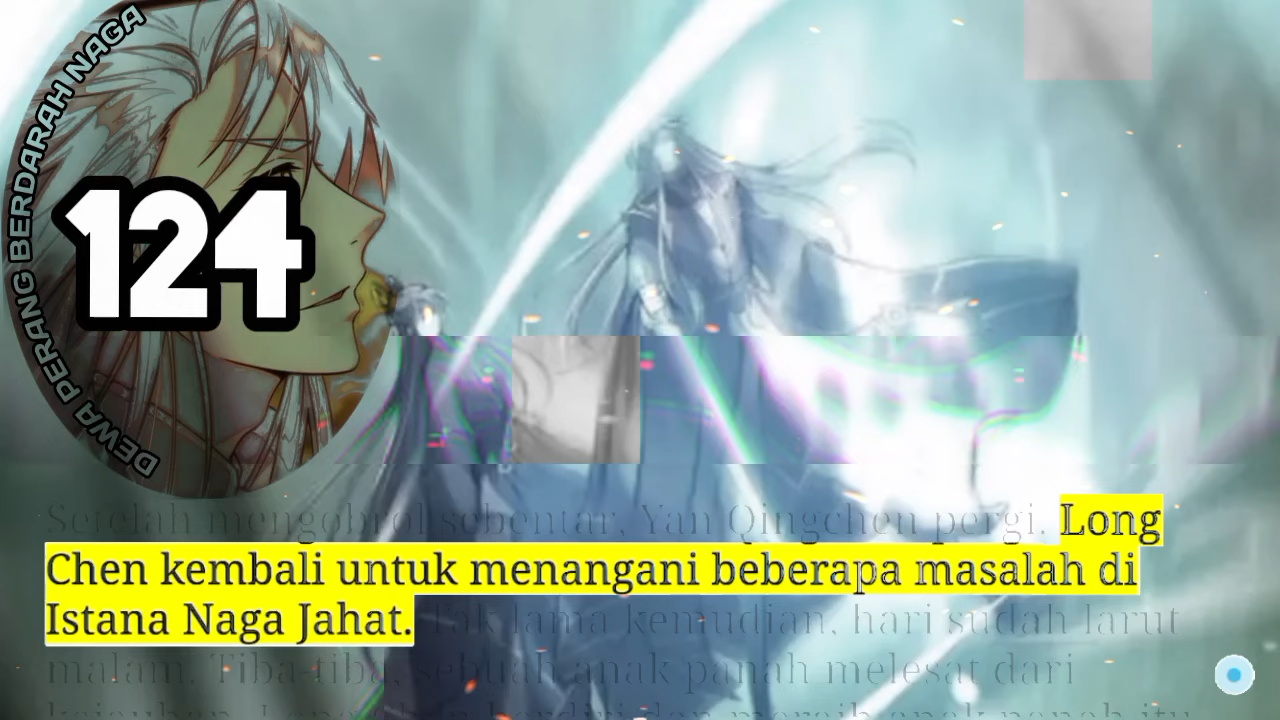 DEWA PERANG BERDARAH NAGA
124
Setelah mengobrol sebentar, Yan Qingchen pergi. Long
Chen kembali untuk menangani beberapa masalah di
Istana Naga Jahat. Tak lama kemudian, hari sudah larut
malam. Tiba-tiba, sebuah anak panah melesat dari